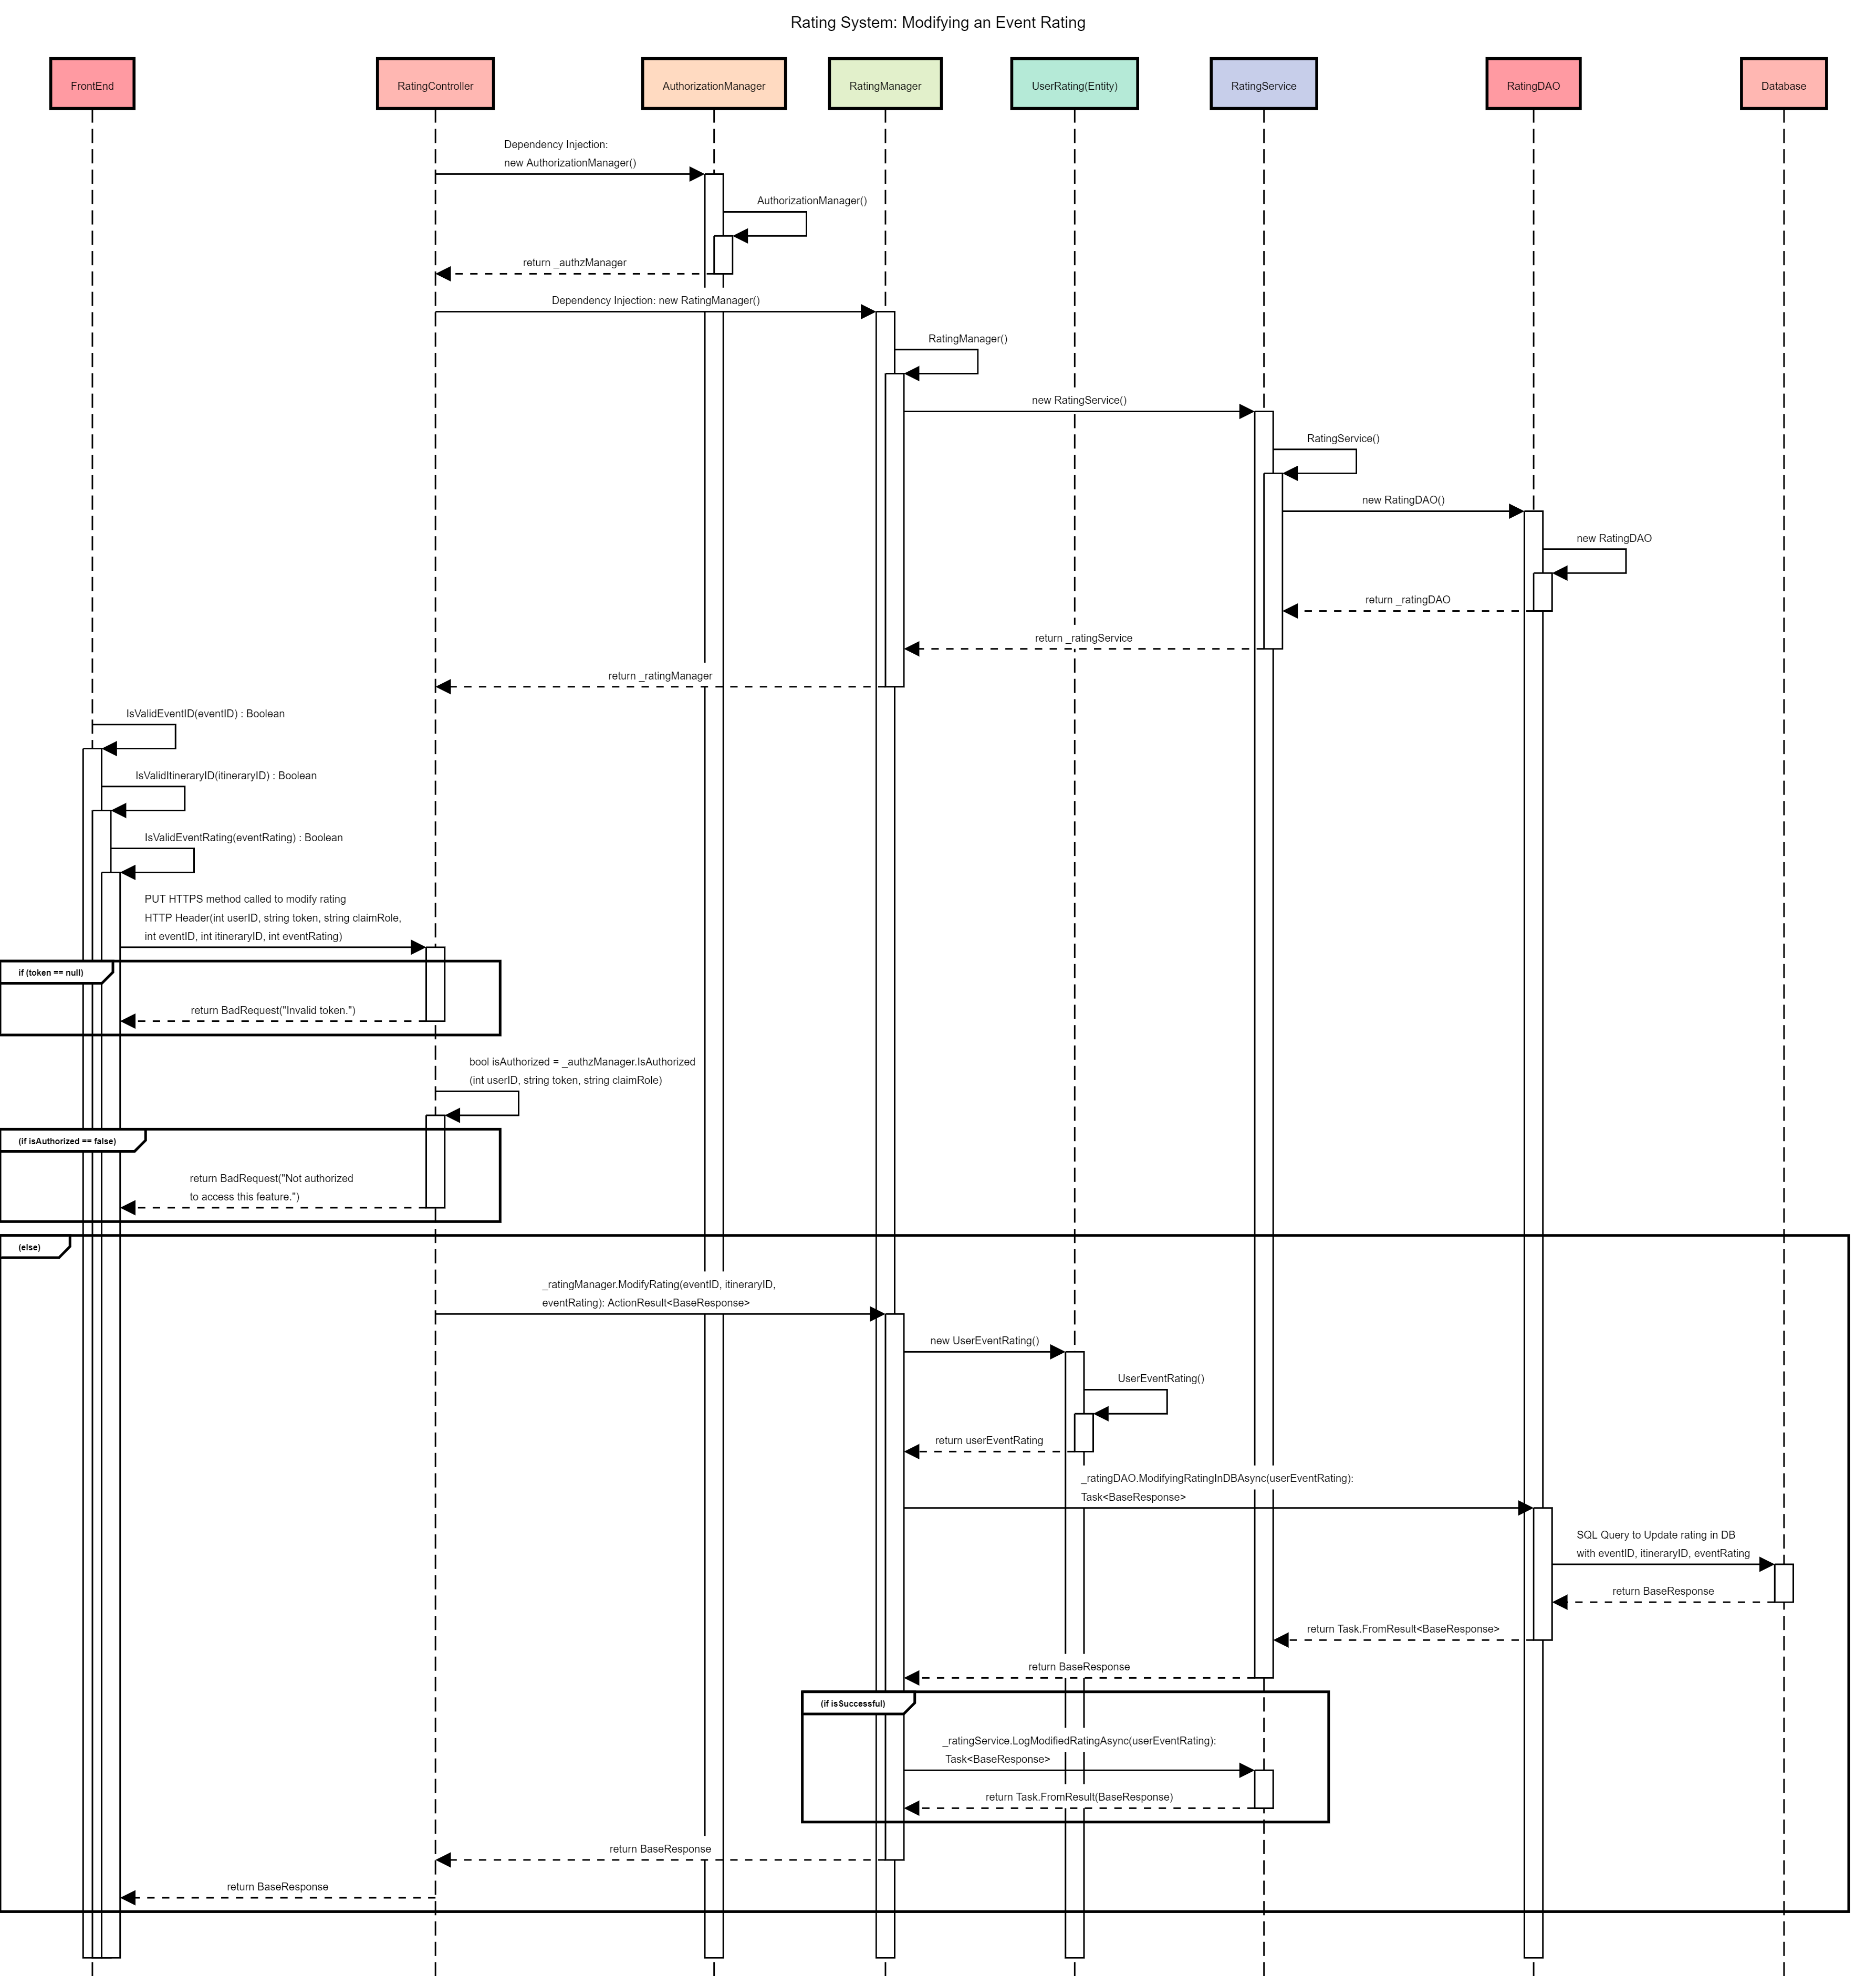 Rating System: Modifying an Event Rating
FrontEnd
RatingController
AuthorizationManager
RatingManager
UserRating(Entity)
RatingService
RatingDAO
Database
Dependency Injection:
new AuthorizationManager()
AuthorizationManager()
return _authzManager
Dependency Injection: new RatingManager()
RatingManager()
new RatingService()
RatingService()
new RatingDAO()
new RatingDAO
return _ratingDAO
return _ratingService
return _ratingManager
IsValidEventID(eventID) : Boolean
IsValidItineraryID(itineraryID) : Boolean
IsValidEventRating(eventRating) : Boolean
PUT HTTPS method called to modify rating
HTTP Header(int userID, string token, string claimRole,
int eventID, int itineraryID, int eventRating)
if (token == null)
return BadRequest("Invalid token.")
bool isAuthorized = _authzManager.IsAuthorized
(int userID, string token, string claimRole)
(if isAuthorized == false)
return BadRequest("Not authorized
to access this feature.")
(else)
_ratingManager.ModifyRating(eventID, itineraryID,
eventRating): ActionResult<BaseResponse>
new UserEventRating()
UserEventRating()
return userEventRating
_ratingDAO.ModifyingRatingInDBAsync(userEventRating):
Task<BaseResponse>
SQL Query to Update rating in DB
with eventID, itineraryID, eventRating
return BaseResponse
return Task.FromResult<BaseResponse>
return BaseResponse
(if isSuccessful)
_ratingService.LogModifiedRatingAsync(userEventRating):
Task<BaseResponse>
return Task.FromResult(BaseResponse)
return BaseResponse
return BaseResponse